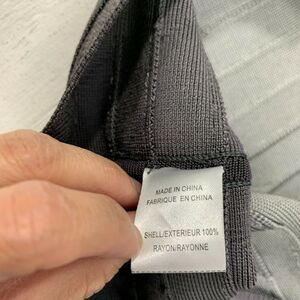 MADE IN CHINA
FABRIQUE EN CHINA
SHELL/EXTERIEUR 100%
RAYON/RAYONNE